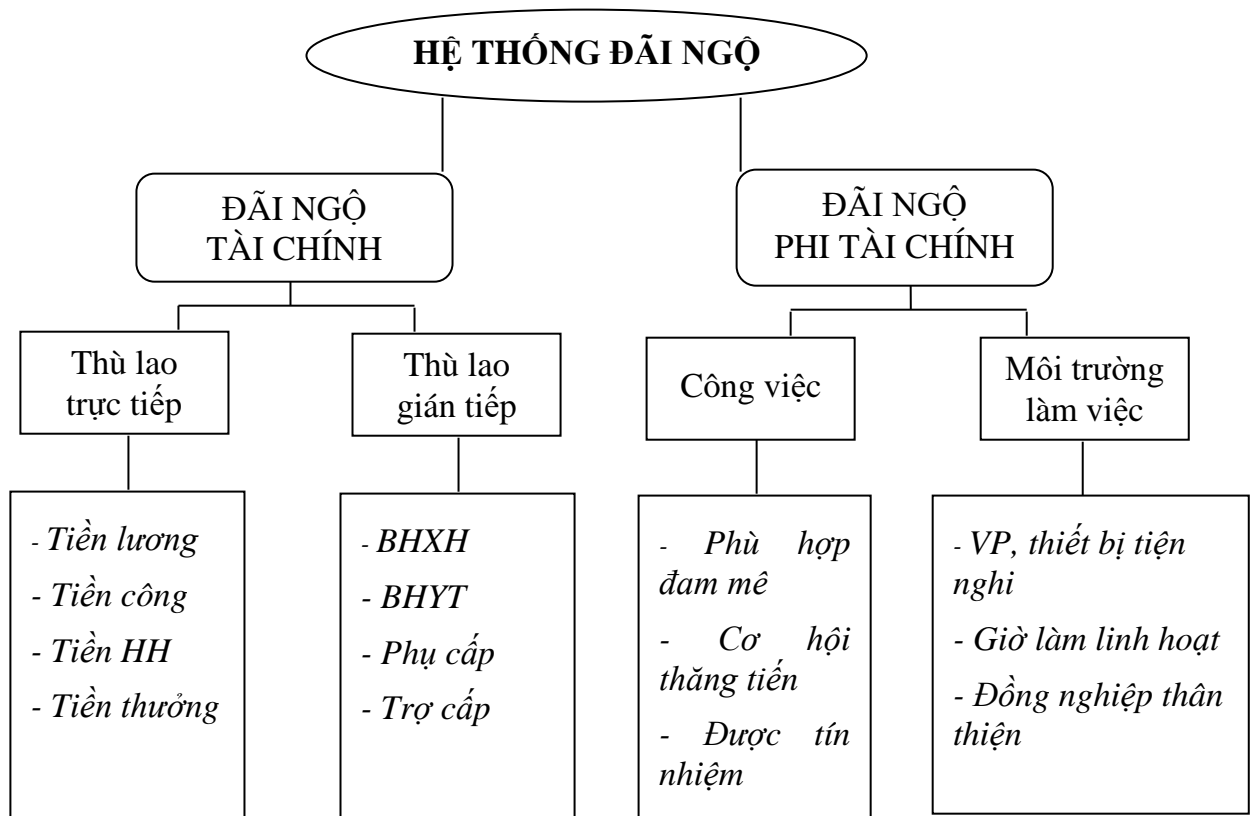 HỆ THỐNG ĐÃI NGỘ
ĐÃI NGỘ
TÀI CHÍNH
ĐÃI NGỘ
PHI TÀI CHÍNH
Thù lao
trực tiếp
Thù lao
gián tiếp
Công việc
Môi trường
làm việc
- Tiền lương
- Tiền công
- Tiền HH
- Tiền thưởng
- BHXH
- BHYT
- Phụ cấp
- Trợ cấp
- Phù hợp
đam mê
- Cơ hội
thăng tiến
- Được tín
nhiệm
- VP, thiết bị tiện
nghi
- Giờ làm linh hoạt
- Đồng nghiệp thân
thiện